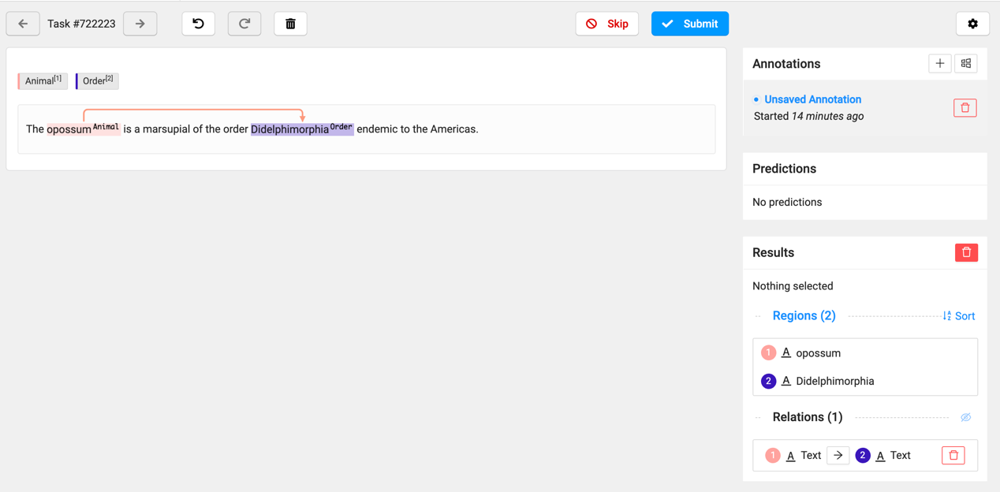 Task #722223
Skip
Submit
Animal[1] Order[2]
The opossum Animal is a marsupial of the order Didelphimorphia Order endemic to the Americas.
Annotations
Unsaved Annotation
Started 14 minutes ago
Predictions
No predictions
Results
Nothing selected
Regions (2)
Sort
1 A opossum
2 A Didelphimorphia
Relations (1)
1 A Text 2 A Text